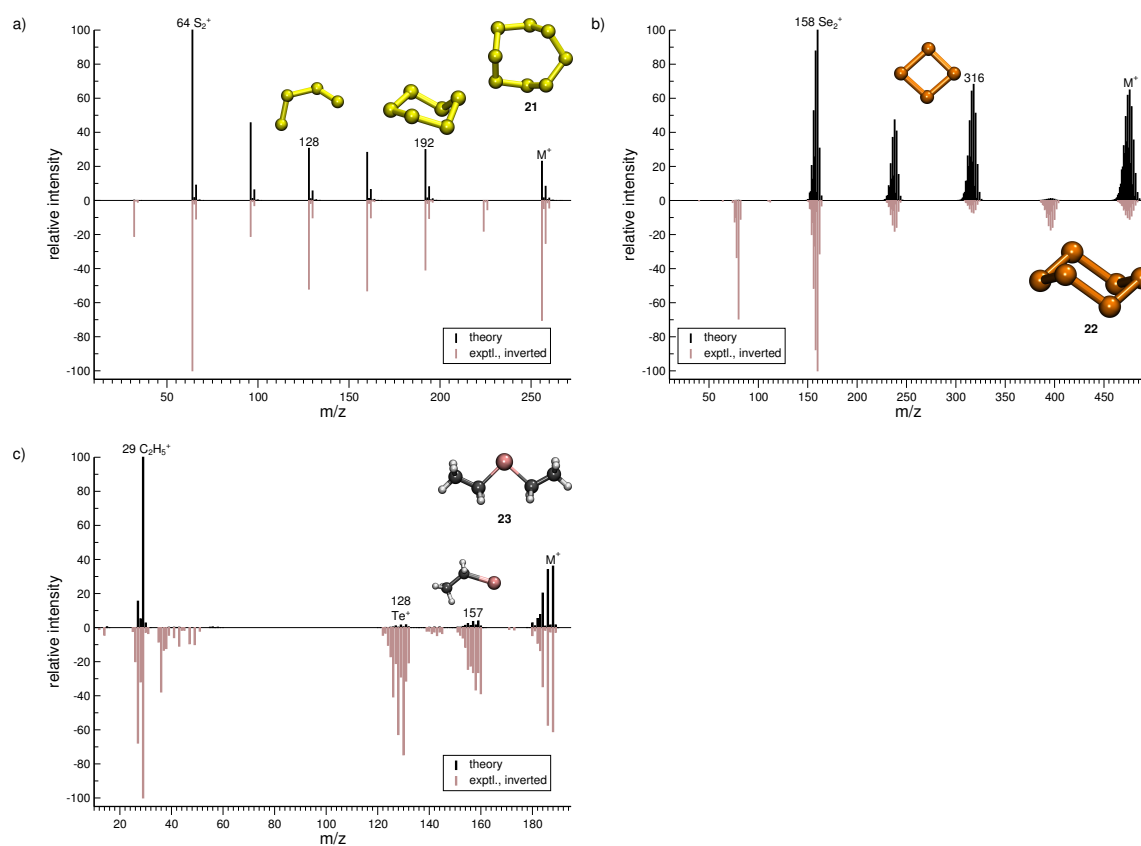 a)
64 S₂⁺
100
80
60
40
20
0
-20
-40
-60
-80
-100
relative intensity
128
192
21
M⁺
theory
exptl., inverted
50
100
150
200
250
m/z
b)
158 Se₂⁺
100
80
60
40
20
0
-20
-40
-60
-80
-100
relative intensity
316
M⁺
22
theory
exptl., inverted
50
100
150
200
250
300
350
400
450
m/z
c)
29 C₂H₅⁺
100
80
60
40
20
0
-20
-40
-60
-80
-100
relative intensity
23
128
Te⁺
157
M⁺
theory
exptl., inverted
20
40
60
80
100
120
140
160
180
m/z